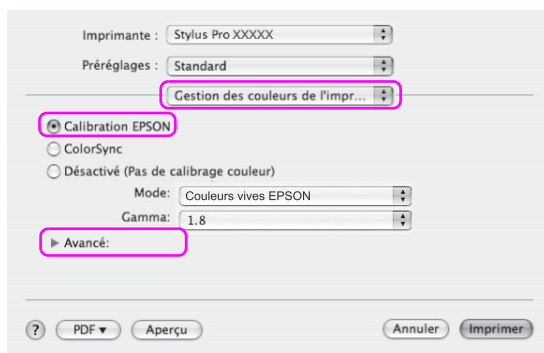 Imprimante : Stylus Pro XXXXX
Préréglages : Standard
Gestion des couleurs de l'impr...
Calibration EPSON
ColorSync
Désactivé (Pas de calibrage couleur)
Mode: Couleurs vives EPSON
Gamma: 1.8
Avancé:
? PDF Aperçu Annuler Imprimer